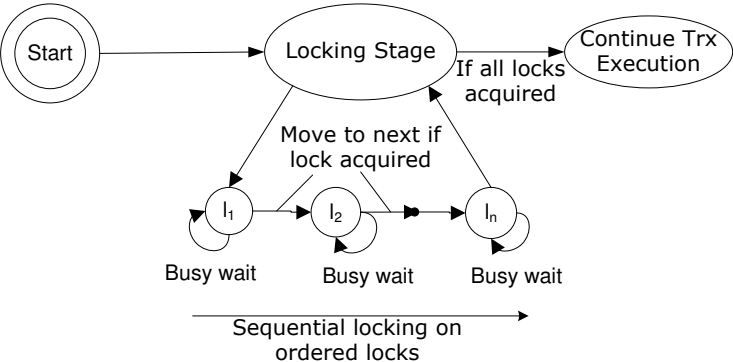 Start
Locking Stage
Continue Trx
Execution
If all locks
acquired
Move to next if
lock acquired
l₁
l₂
lₙ
Busy wait
Busy wait
Busy wait
Sequential locking on
ordered locks